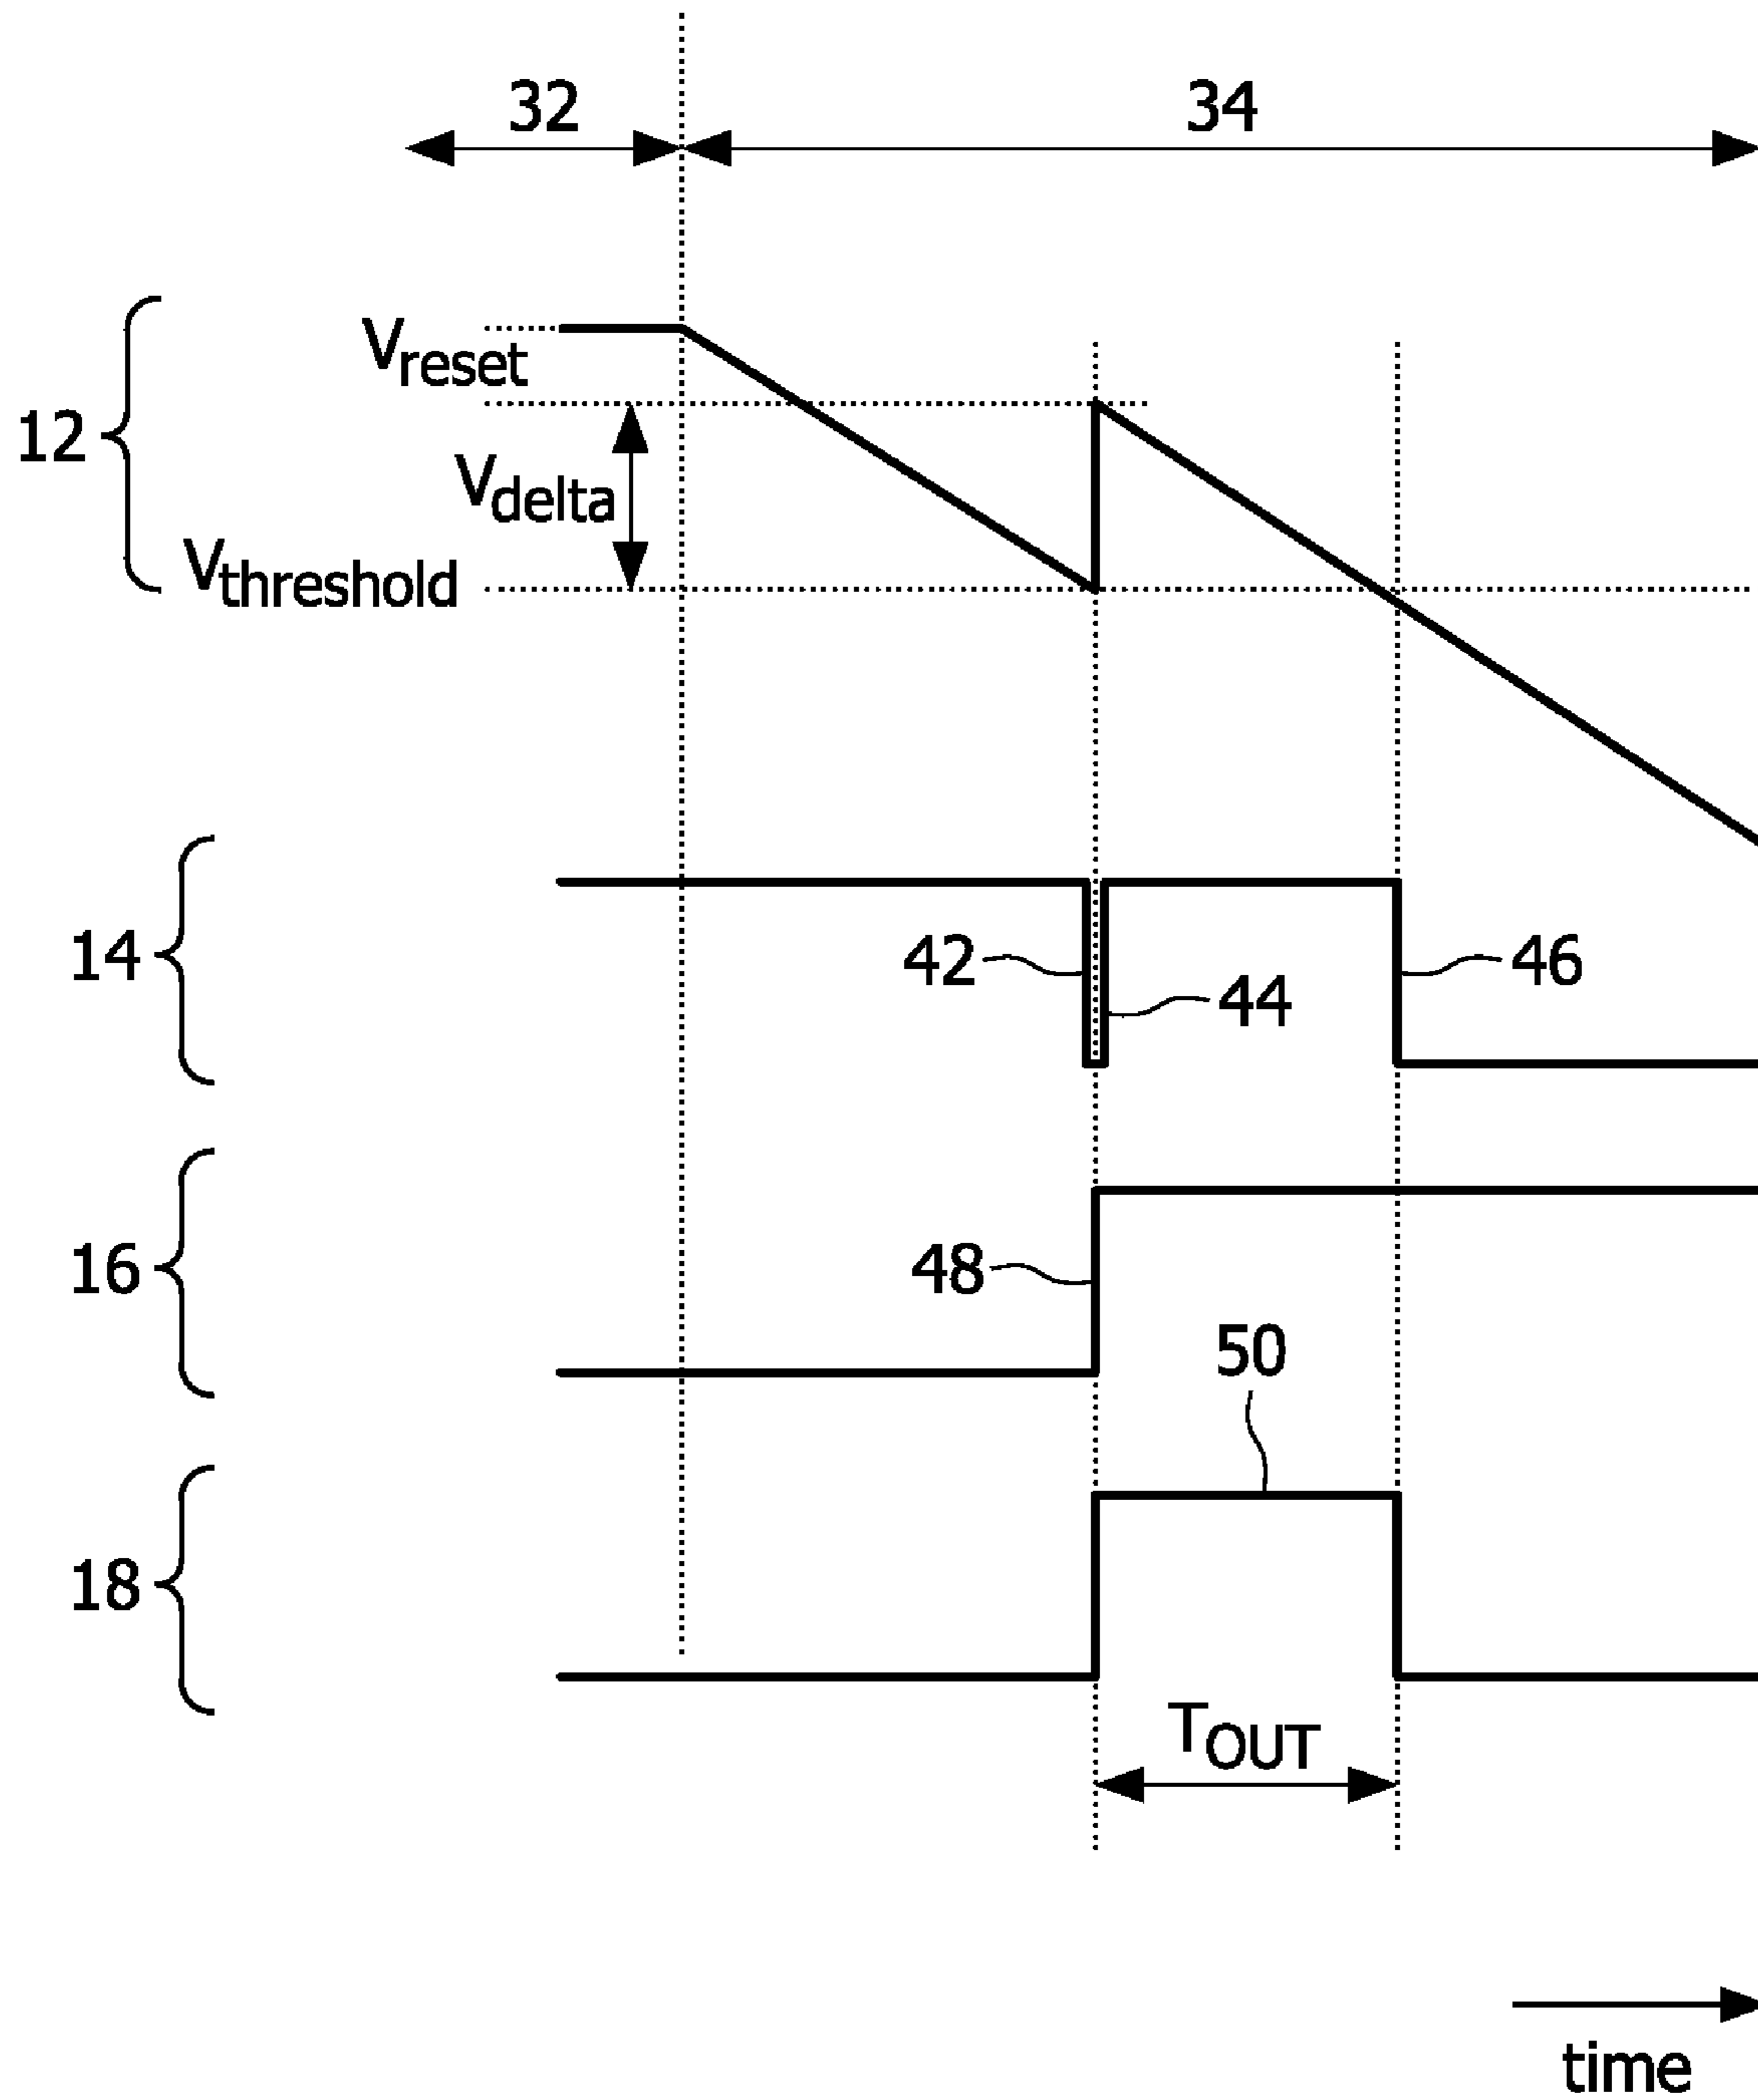 32 34
Vreset
12
Vdelta
Vthreshold
14 42 44 46
16 48
50
18
TOUT
time